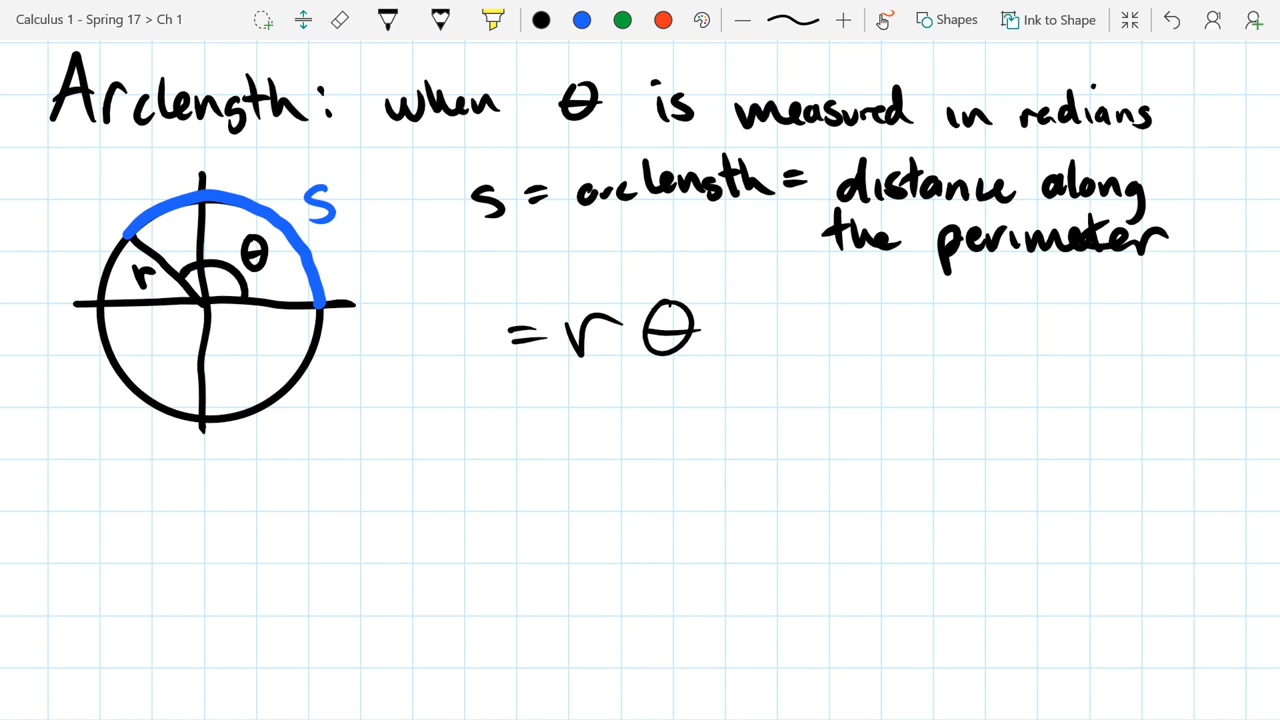 Calculus 1 - Spring 17 > Ch 1
Shapes
Ink to Shape
Arclength: when θ is measured in radians
s = arclength = distance along
the perimeter
s
θ
r
= r θ